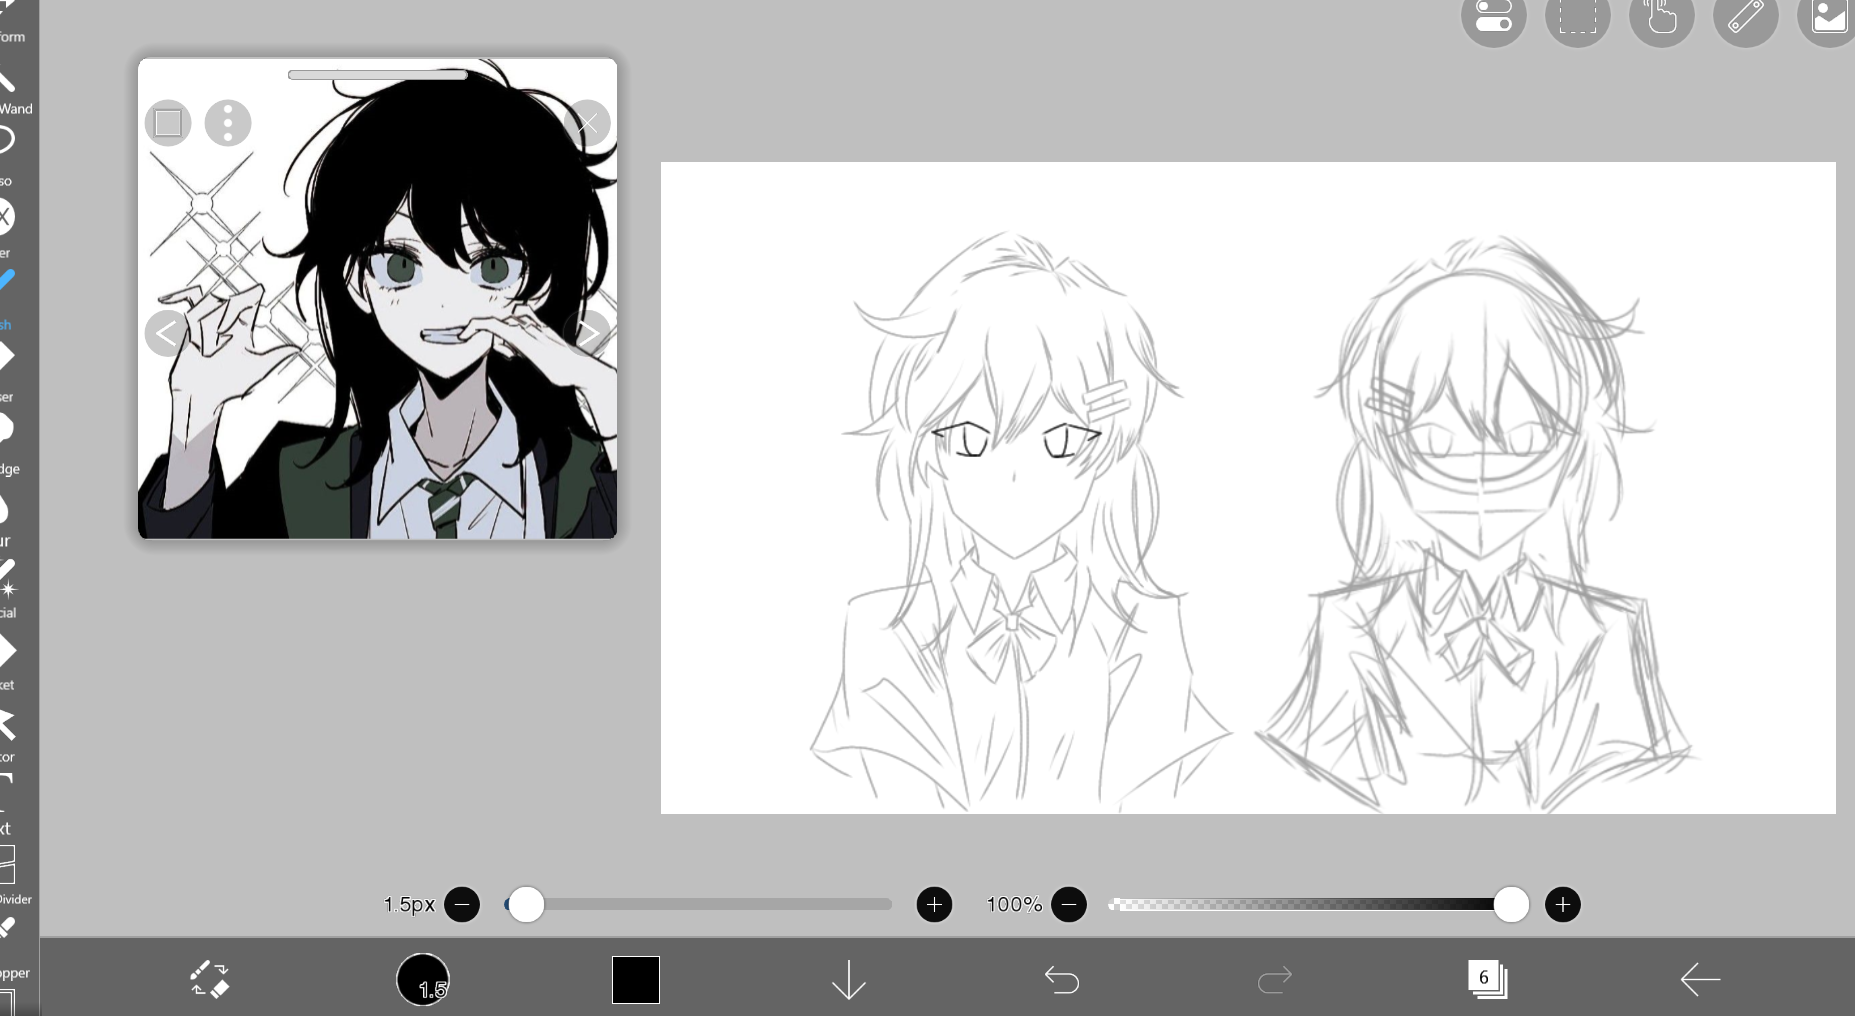 form
Wand
so
er
sh
ser
dge
ur
cial
ket
tor
xt
Divider
opper
1.5px
100%
1.5
6